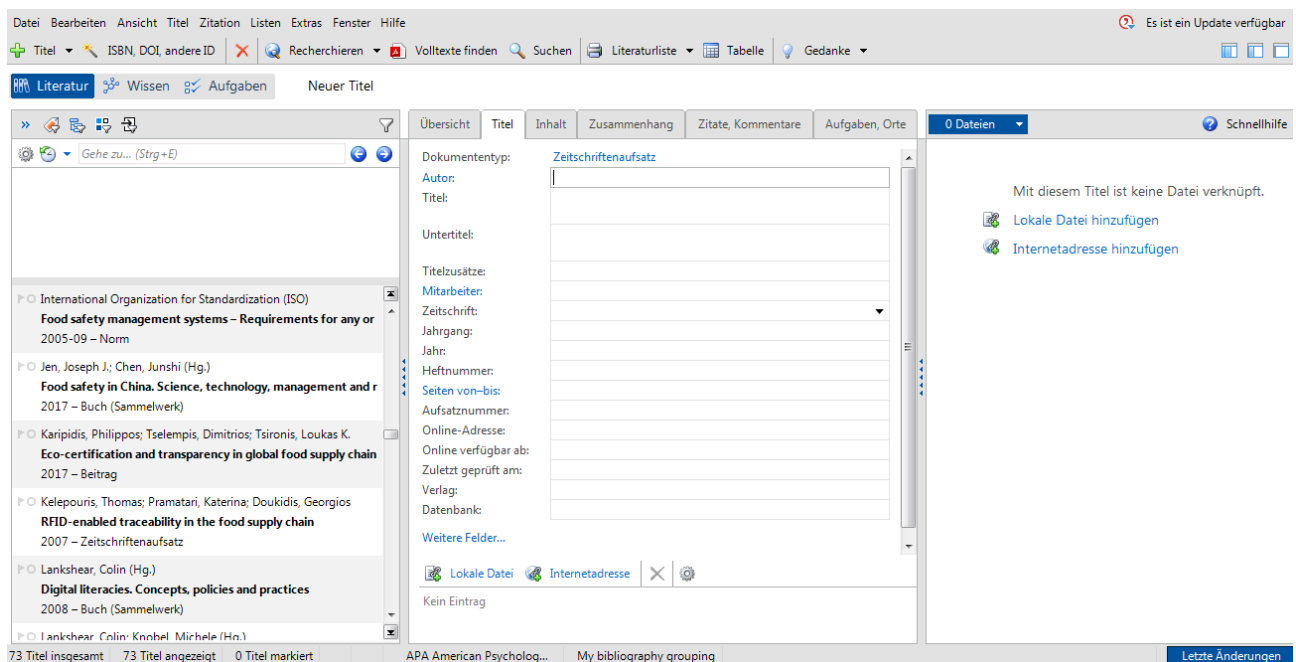 Datei Bearbeiten Ansicht Titel Zitation Listen Extras Fenster Hilfe
Es ist ein Update verfügbar
Titel ISBN, DOI, andere ID Recherchieren Volltexte finden Suchen Literaturliste Tabelle Gedanke
Literatur Wissen Aufgaben Neuer Titel
Gehe zu... (Strg+E)
International Organization for Standardization (ISO)
Food safety management systems – Requirements for any or
2005-09 – Norm
Jen, Joseph J.; Chen, Junshi (Hg.)
Food safety in China. Science, technology, management and r
2017 – Buch (Sammelwerk)
Karipidis, Philippos; Tselempis, Dimitrios; Tsironis, Loukas K.
Eco-certification and transparency in global food supply chain
2017 – Beitrag
Kelepouris, Thomas; Pramatari, Katerina; Doukidis, Georgios
RFID-enabled traceability in the food supply chain
2007 – Zeitschriftenaufsatz
Lankshear, Colin (Hg.)
Digital literacies. Concepts, policies and practices
2008 – Buch (Sammelwerk)
Lankshear, Colin; Knobel, Michele (Hg.)
Übersicht Titel Inhalt Zusammenhang Zitate, Kommentare Aufgaben, Orte
Dokumententyp: Zeitschriftenaufsatz
Autor:
Titel:
Untertitel:
Titelzusätze:
Mitarbeiter:
Zeitschrift:
Jahrgang:
Jahr:
Heftnummer:
Seiten von–bis:
Aufsatznummer:
Online-Adresse:
Online verfügbar ab:
Zuletzt geprüft am:
Verlag:
Datenbank:
Weitere Felder...
Lokale Datei Internetadresse
Kein Eintrag
0 Dateien Schnellhilfe
Mit diesem Titel ist keine Datei verknüpft.
Lokale Datei hinzufügen
Internetadresse hinzufügen
73 Titel insgesamt 73 Titel angezeigt 0 Titel markiert APA American Psycholog... My bibliography grouping Letzte Änderungen